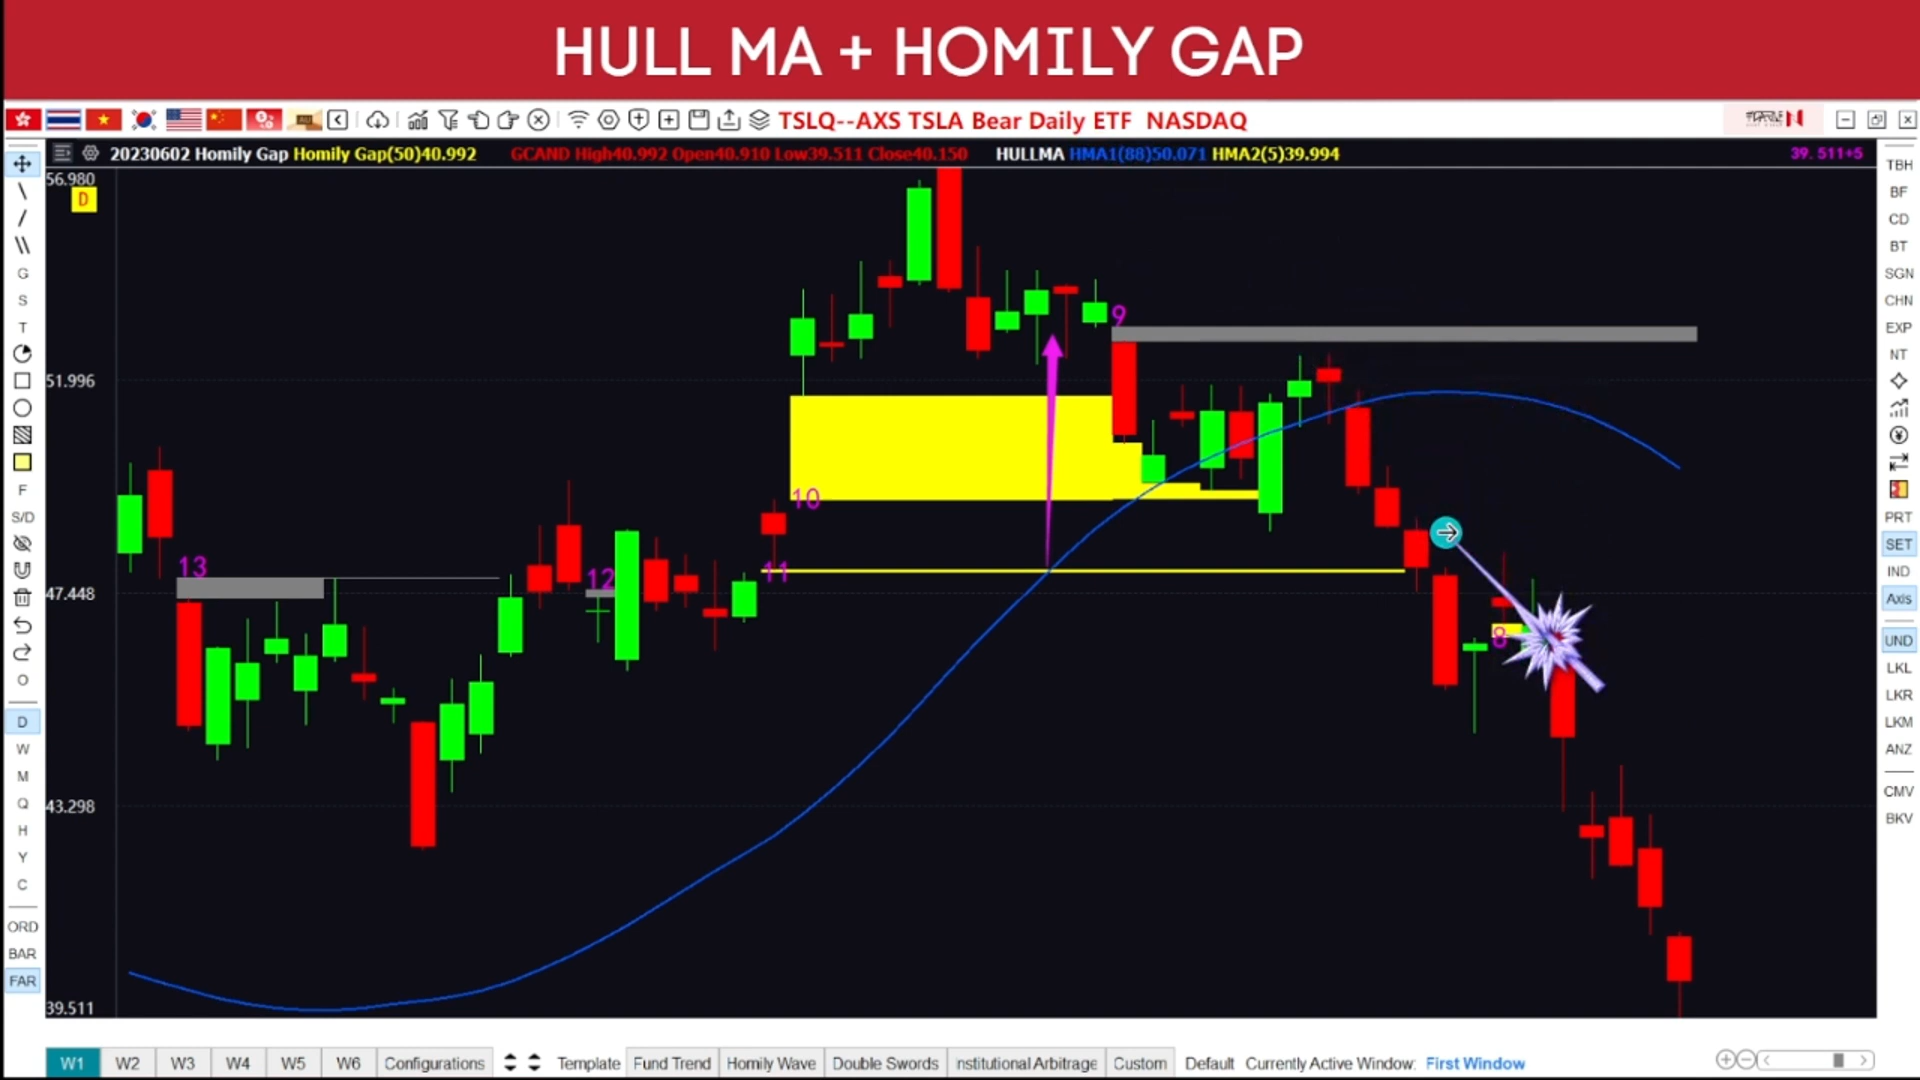 HULL MA + HOMILY GAP
TSLQ--AXS TSLA Bear Daily ETF NASDAQ
20230602 Homily Gap Homily Gap(50)40.992 GCAND High40.992 Open40.910 Low39.511 Close40.150 HULLMA HMA1(88)50.071 HMA2(5)39.994 39.511+5
56.980
D
51.996
47.448
43.298
39.511
9
10
13
11
12
8
G
S
T
F
S/D
O
D
W
M
Q
H
Y
C
ORD
BAR
FAR
TBH
BF
CD
BT
SGN
CHN
EXP
NT
PRT
SET
IND
Axis
UND
LKL
LKR
LKM
ANZ
CMV
BKV
W1 W2 W3 W4 W5 W6 Configurations Template Fund Trend Homily Wave Double Swords nstitutional Arbitrage Custom Default Currently Active Window: First Window